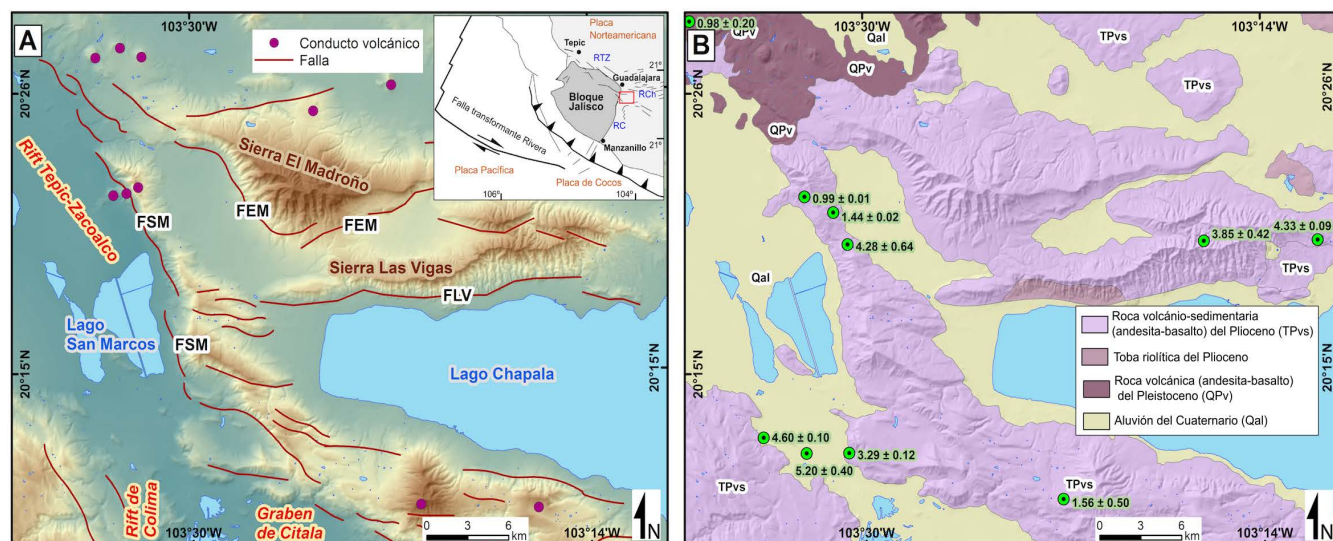 A
103°30'W
103°14'W
Conducto volcánico
Falla
20°26'N
Rift Tepic-Zacoalco
Sierra El Madroño
FEM
FEM
FSM
Sierra Las Vigas
FLV
Lago
San Marcos
FSM
Lago Chapala
20°15'N
Rift de
Colima
Graben
de Citala
103°30'W
103°14'W
0 3 6
km
N
Placa
Norteamericana
Tepic
RTZ
21°
Guadalajara
RCh
Bloque
Jalisco
Falla transformante Rivera
RC
21°
Manzanillo
Placa Pacífica
Placa de Cocos
106°
104°
B
0.98 ± 0.20
QPv
Qal
103°30'W
103°14'W
TPvs
QPv
TPvs
20°26'N
QPv
0.99 ± 0.01
1.44 ± 0.02
4.28 ± 0.64
3.85 ± 0.42
4.33 ± 0.09
TPvs
Qal
Roca volcánio-sedimentaria
(andesita-basalto) del Plioceno (TPvs)
Toba riolítica del Plioceno
Roca volcánica (andesita-basalto)
del Pleistoceno (QPv)
Aluvión del Cuaternario (Qal)
20°15'N
4.60 ± 0.10
5.20 ± 0.40
3.29 ± 0.12
TPvs
TPvs
1.56 ± 0.50
103°30'W
103°14'W
0 3 6
km
N